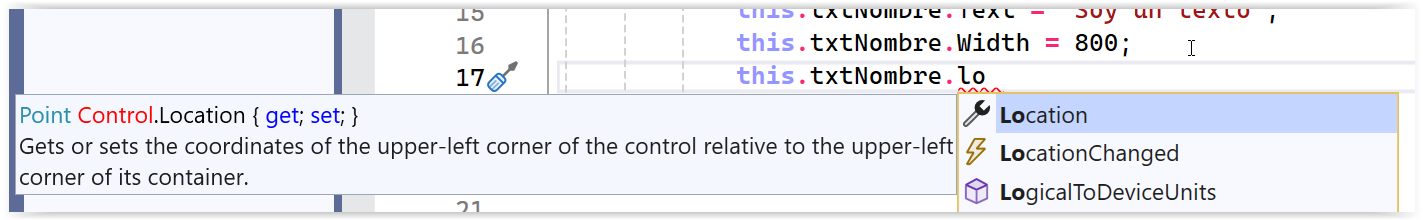 15 this.txtNombre.Text = "Soy un texto";
16 this.txtNombre.Width = 800;
17 this.txtNombre.lo
Point Control.Location { get; set; }
Gets or sets the coordinates of the upper-left corner of the control relative to the upper-left
corner of its container.
Location
LocationChanged
LogicalToDeviceUnits
21